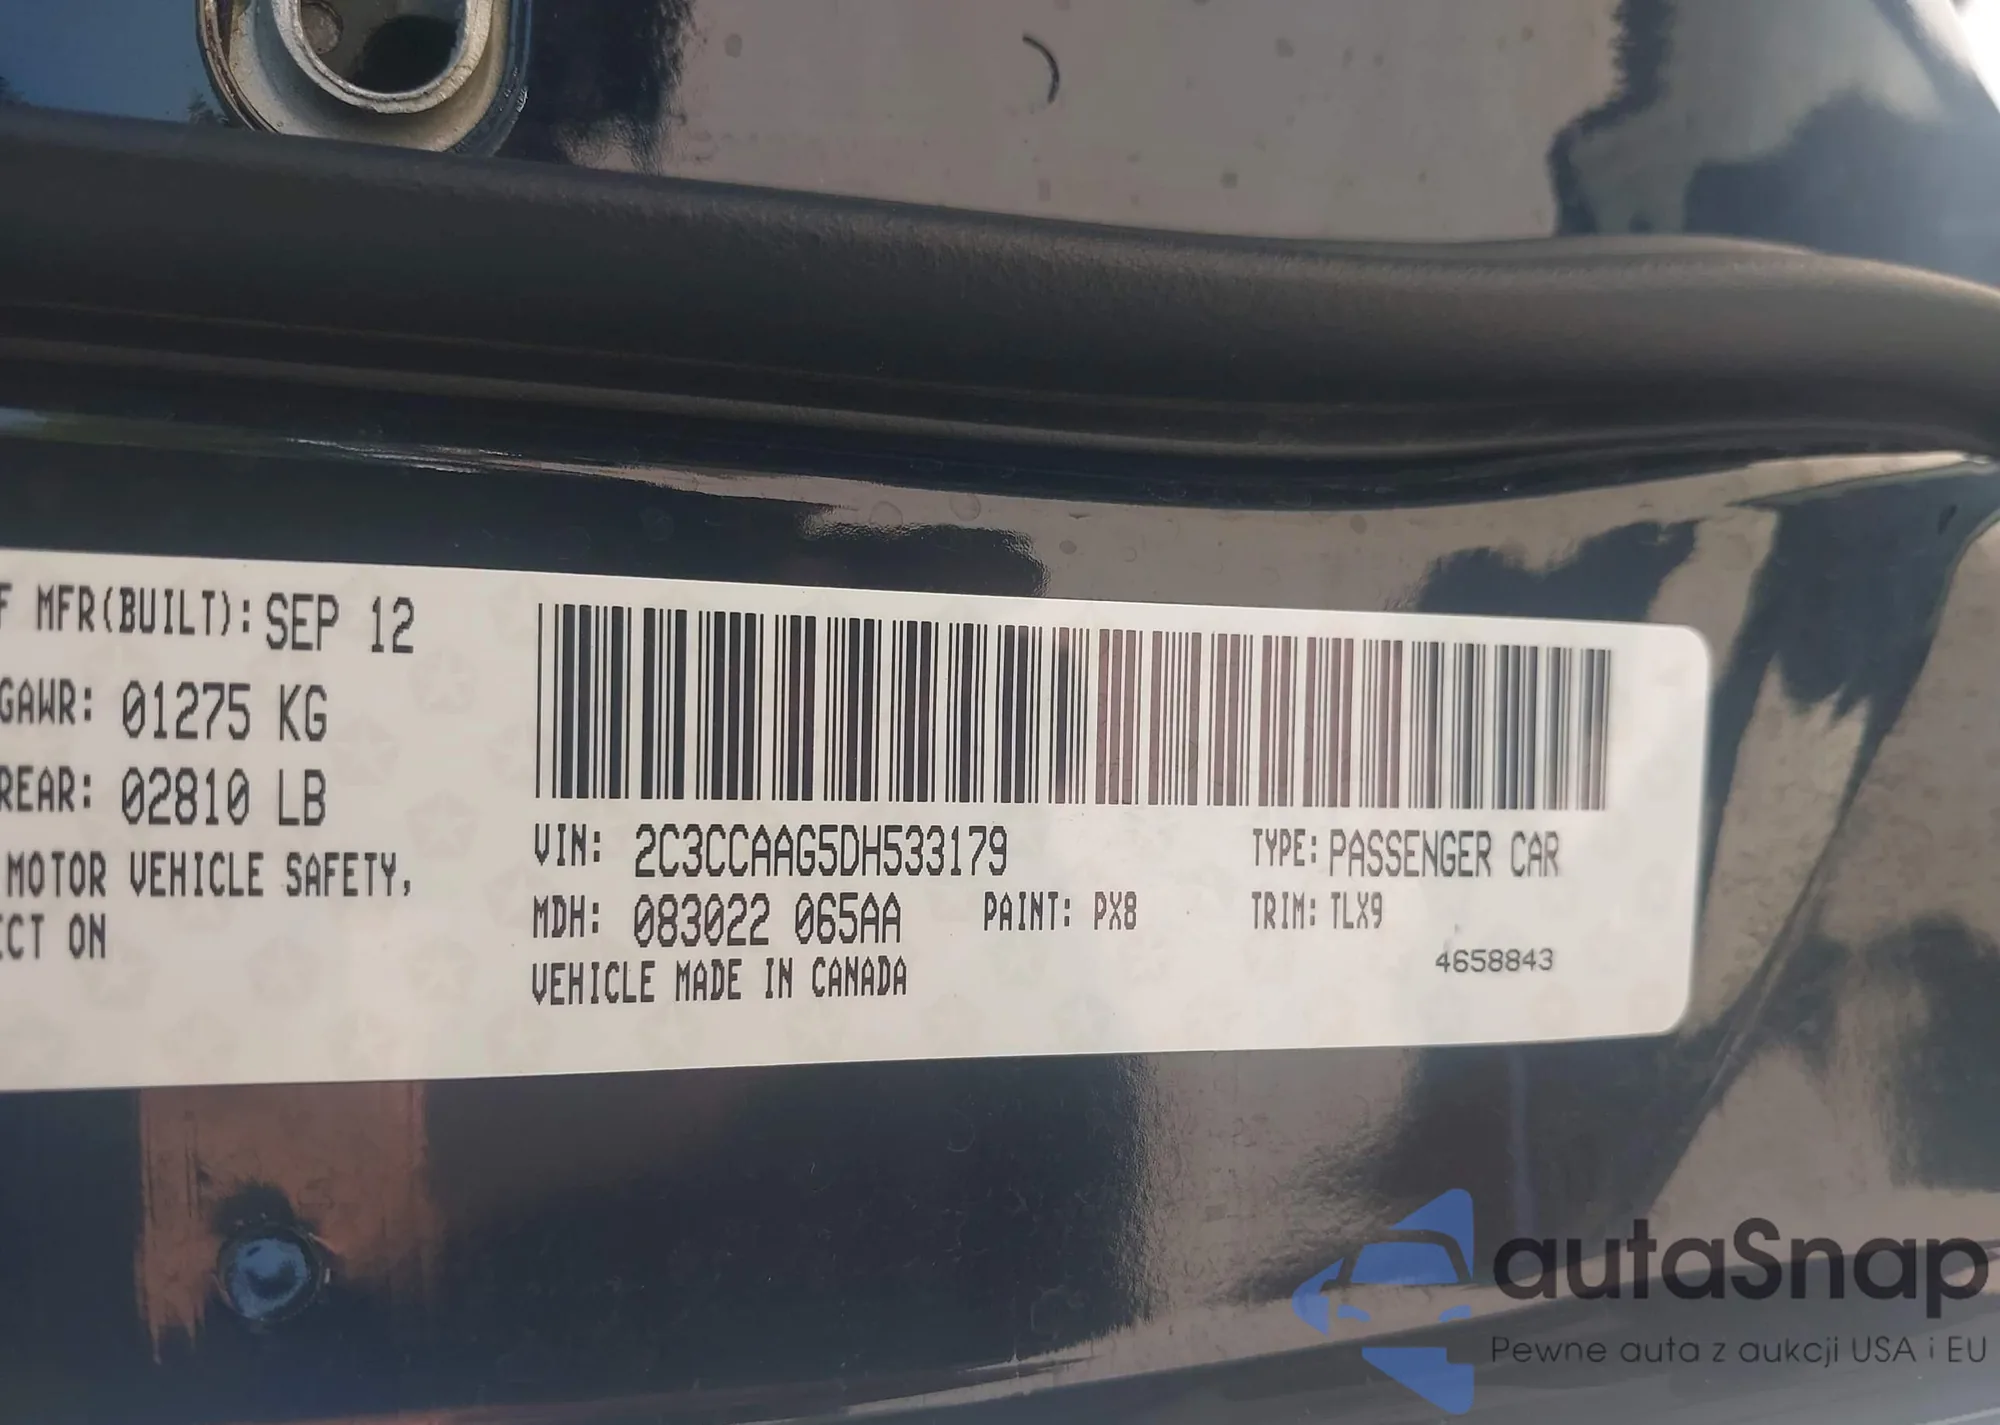 F MFR(BUILT): SEP 12
GAWR: 01275 KG
REAR: 02810 LB
MOTOR VEHICLE SAFETY,
ECT ON
VIN: 2C3CCAAG5DH533179
TYPE: PASSENGER CAR
MDH: 083022 065AA
PAINT: PX8
TRIM: TLX9
VEHICLE MADE IN CANADA
4658843
autaSnap
Pewne auta z aukcji USA i EU